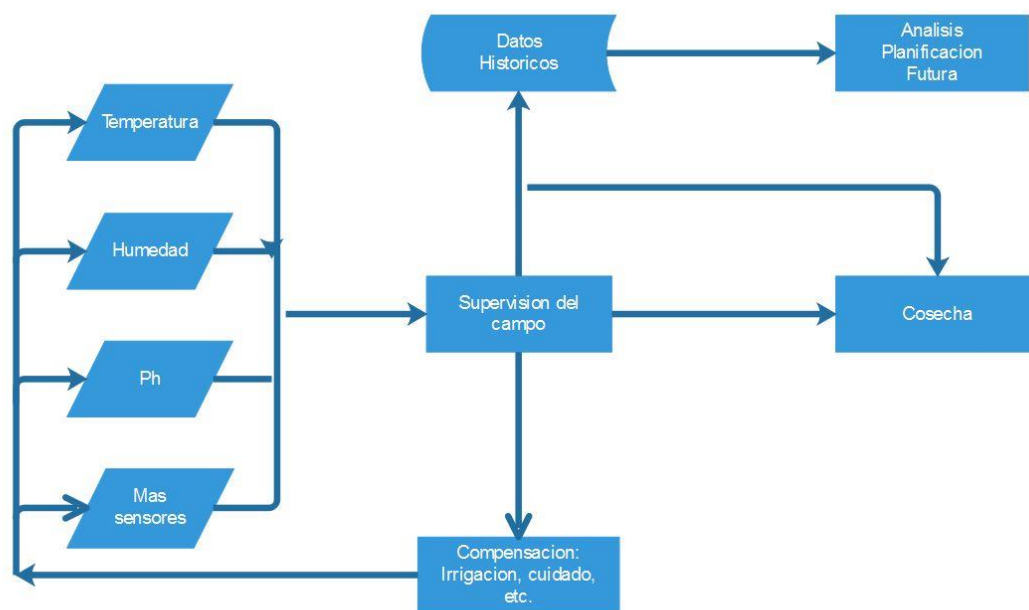 Datos
Historicos
Analisis
Planificacion
Futura
Temperatura
Humedad
Supervision del
campo
Cosecha
Ph
Mas
sensores
Compensacion:
Irrigacion, cuidado,
etc.